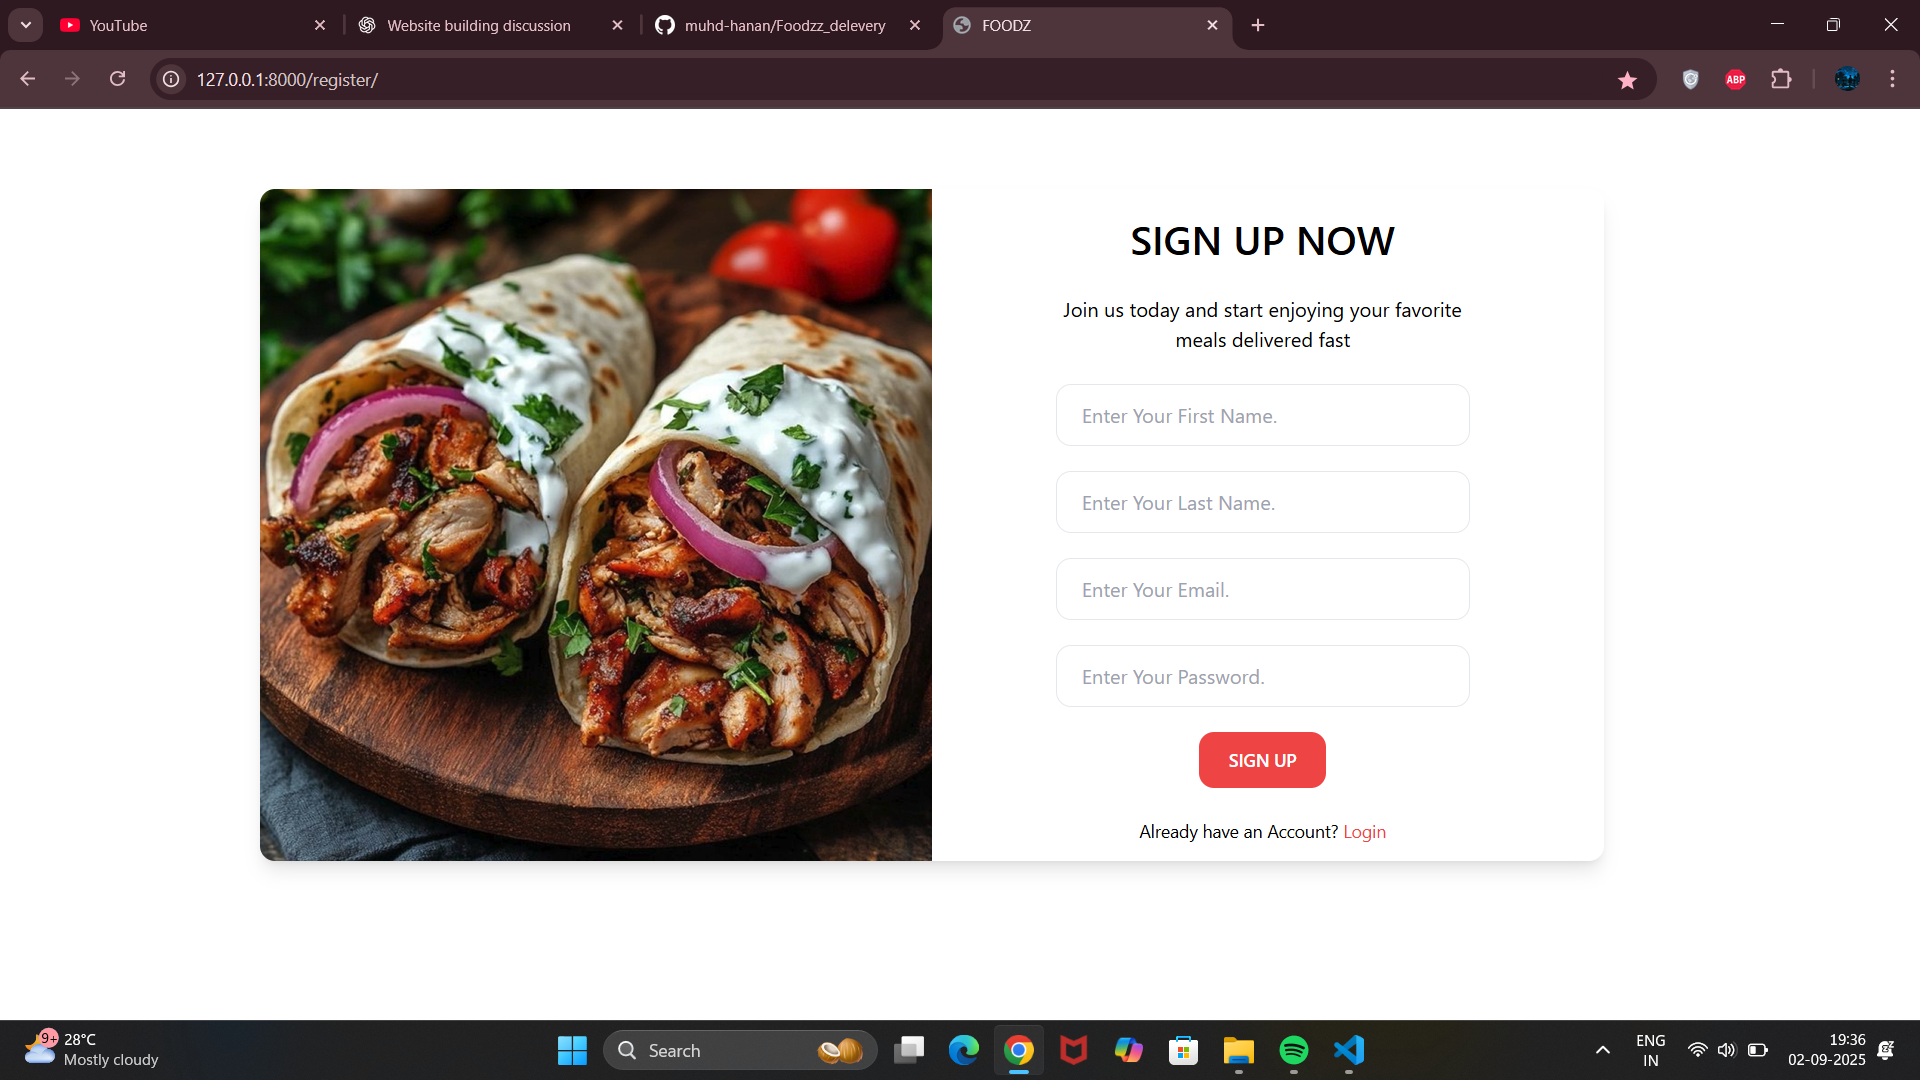 YouTube
Website building discussion
muhd-hanan/Foodzz_delevery
FOODZ
127.0.0.1:8000/register/
ABP
SIGN UP NOW
Join us today and start enjoying your favorite
meals delivered fast
Enter Your First Name.
Enter Your Last Name.
Enter Your Email.
Enter Your Password.
SIGN UP
Already have an Account? Login
9+
28°C
Mostly cloudy
Search
ENG
IN
19:36
02-09-2025